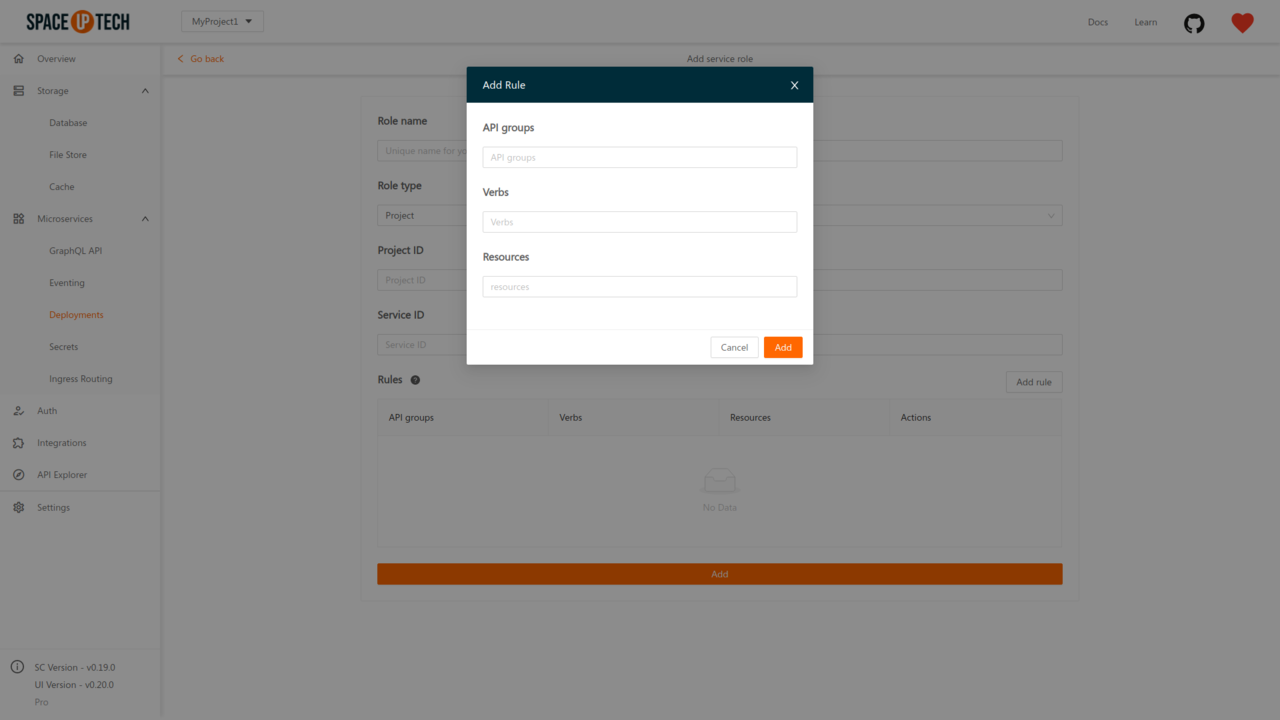 SPACE UP TECH
MyProject1
Docs
Learn
Overview
Go back
Add service role
Storage
Database
File Store
Cache
Microservices
GraphQL API
Eventing
Deployments
Secrets
Ingress Routing
Auth
Integrations
API Explorer
Settings
SC Version - v0.19.0
UI Version - v0.20.0
Pro
Role name
Unique name for
Role type
Project
Project ID
Project ID
Service ID
Service ID
Rules ?
Add rule
API groups Verbs Resources Actions
No Data
Add
Add Rule X
API groups
API groups
Verbs
Verbs
Resources
resources
Cancel
Add